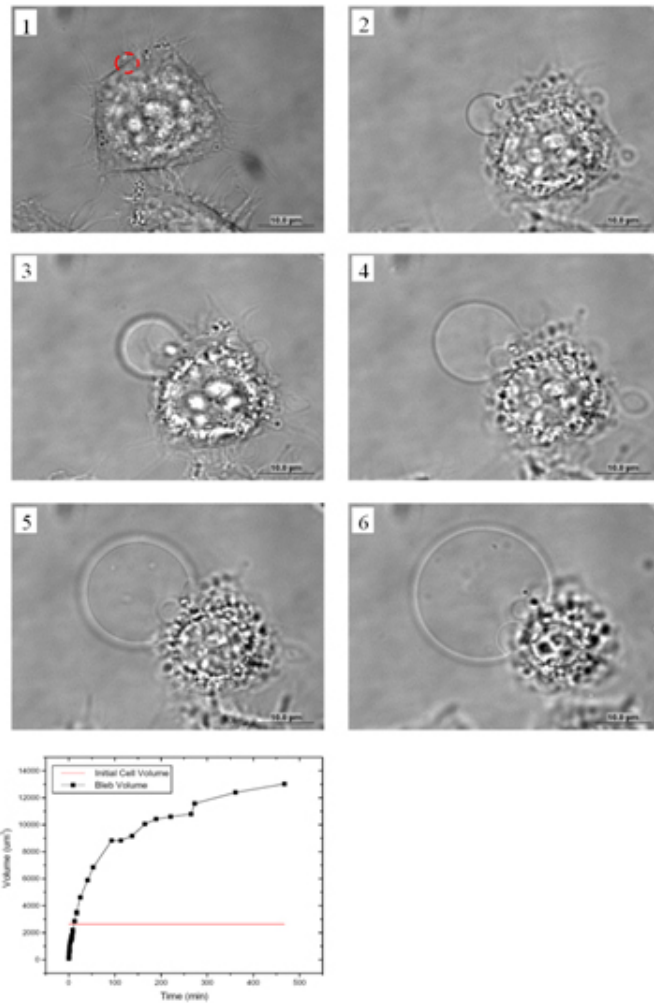 1
10.0 µm
2
10.0 µm
3
10.0 µm
4
10.0 µm
5
10.0 µm
6
10.0 µm
Initial Cell Volume
Bleb Volume
Volume (um³)
14000
12000
10000
8000
6000
4000
2000
0
0 100 200 300 400 500
Time (min)